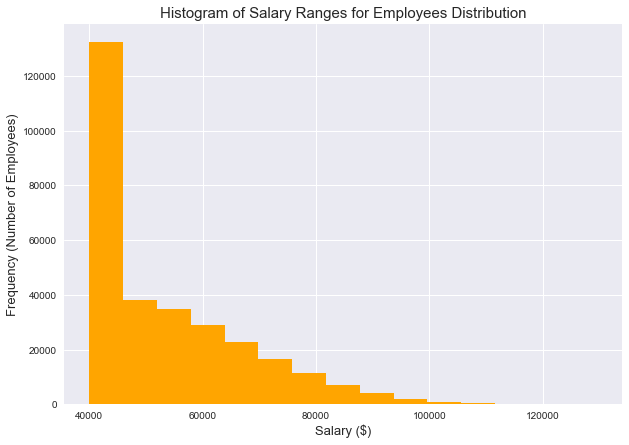 Histogram of Salary Ranges for Employees Distribution
Frequency (Number of Employees)
120000
100000
80000
60000
40000
20000
0
40000 60000 80000 100000 120000
Salary ($)